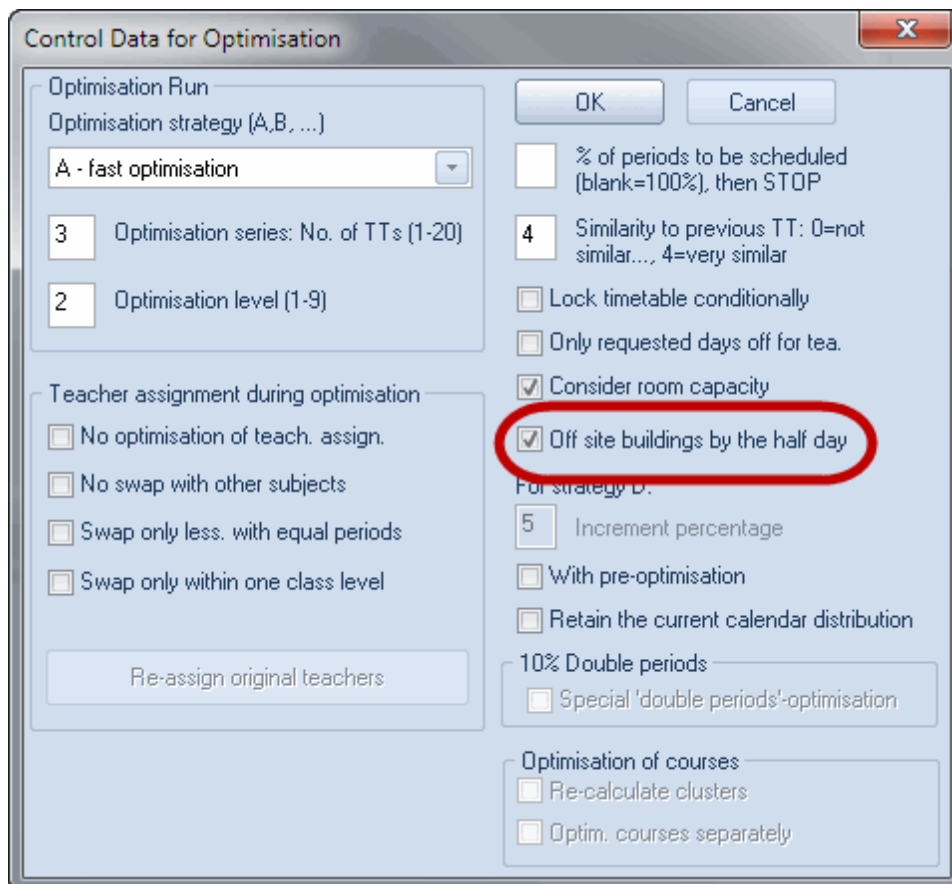 Control Data for Optimisation
x
Optimisation Run
Optimisation strategy (A,B, ...)
A - fast optimisation
3 Optimisation series: No. of TTs (1-20)
2 Optimisation level (1-9)
Teacher assignment during optimisation
No optimisation of teach. assign.
No swap with other subjects
Swap only less. with equal periods
Swap only within one class level
Re-assign original teachers
OK Cancel
% of periods to be scheduled
(blank=100%), then STOP
4 Similarity to previous TT: 0=not
similar..., 4=very similar
Lock timetable conditionally
Only requested days off for tea.
Consider room capacity
Off site buildings by the half day
For strategy D:
5 Increment percentage
With pre-optimisation
Retain the current calendar distribution
10% Double periods
Special 'double periods'-optimisation
Optimisation of courses
Re-calculate clusters
Optim. courses separately